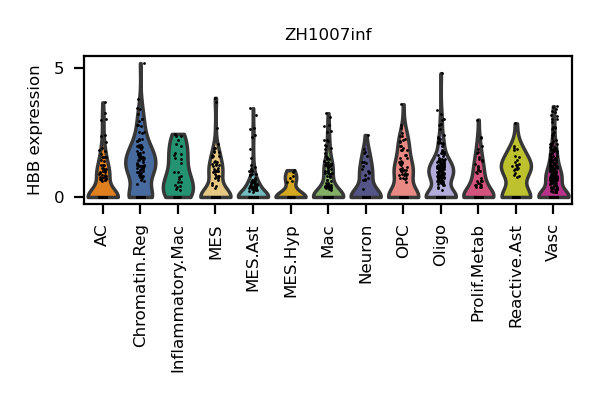 ZH1007inf
HBB expression
5
0
AC
Chromatin.Reg
Inflammatory.Mac
MES
MES.Ast
MES.Hyp
Mac
Neuron
OPC
Oligo
Prolif.Metab
Reactive.Ast
Vasc